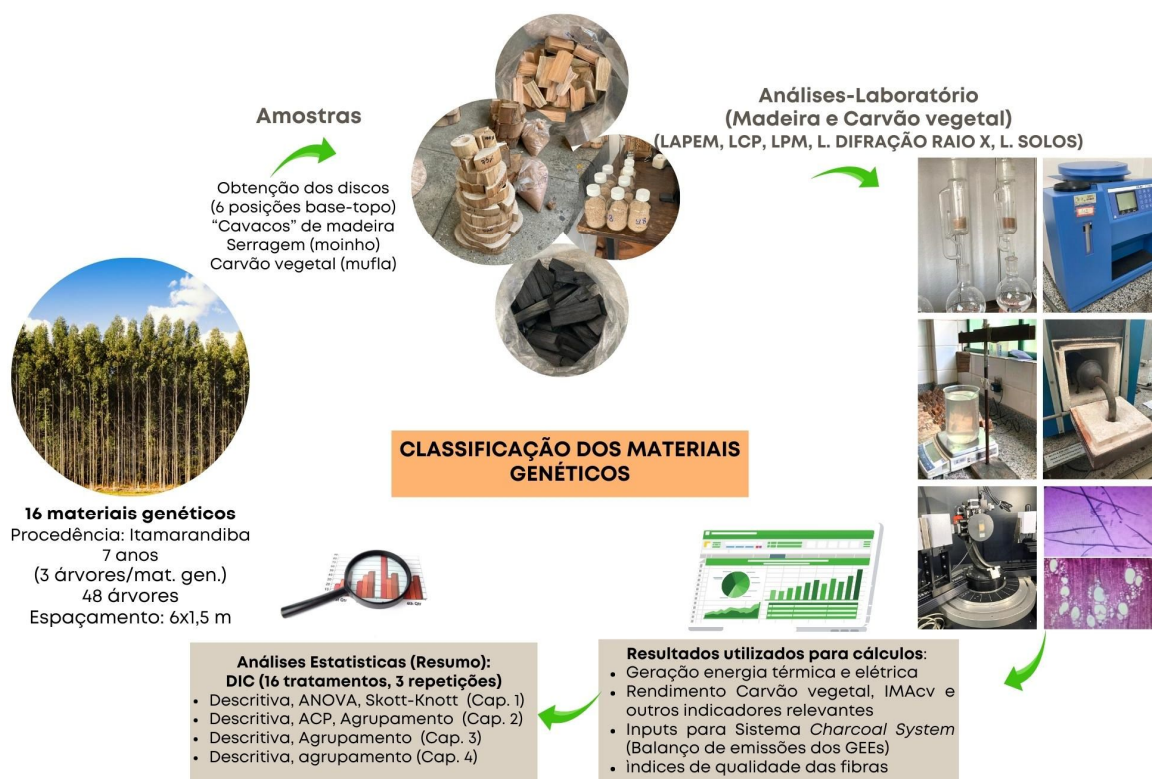 Amostras
Obtenção dos discos
(6 posições base-topo)
“Cavacos” de madeira
Serragem (moinho)
Carvão vegetal (mufla)
Análises-Laboratório
(Madeira e Carvão vegetal)
(LAPEM, LCP, LPM, L. DIFRAÇÃO RAIO X, L. SOLOS)
16 materiais genéticos
Procedência: Itamarandiba
7 anos
(3 árvores/mat. gen.)
48 árvores
Espaçamento: 6x1,5 m
CLASSIFICAÇÃO DOS MATERIAIS
GENÉTICOS
Análises Estatisticas (Resumo):
DIC (16 tratamentos, 3 repetições)
• Descritiva, ANOVA, Skott-Knott (Cap. 1)
• Descritiva, ACP, Agrupamento (Cap. 2)
• Descritiva, Agrupamento (Cap. 3)
• Descritiva, agrupamento (Cap. 4)
Resultados utilizados para cálculos:
• Geração energia térmica e elétrica
• Rendimento Carvão vegetal, IMAcv e
outros indicadores relevantes
• Inputs para Sistema Charcoal System
(Balanço de emissões dos GEEs)
• índices de qualidade das fibras